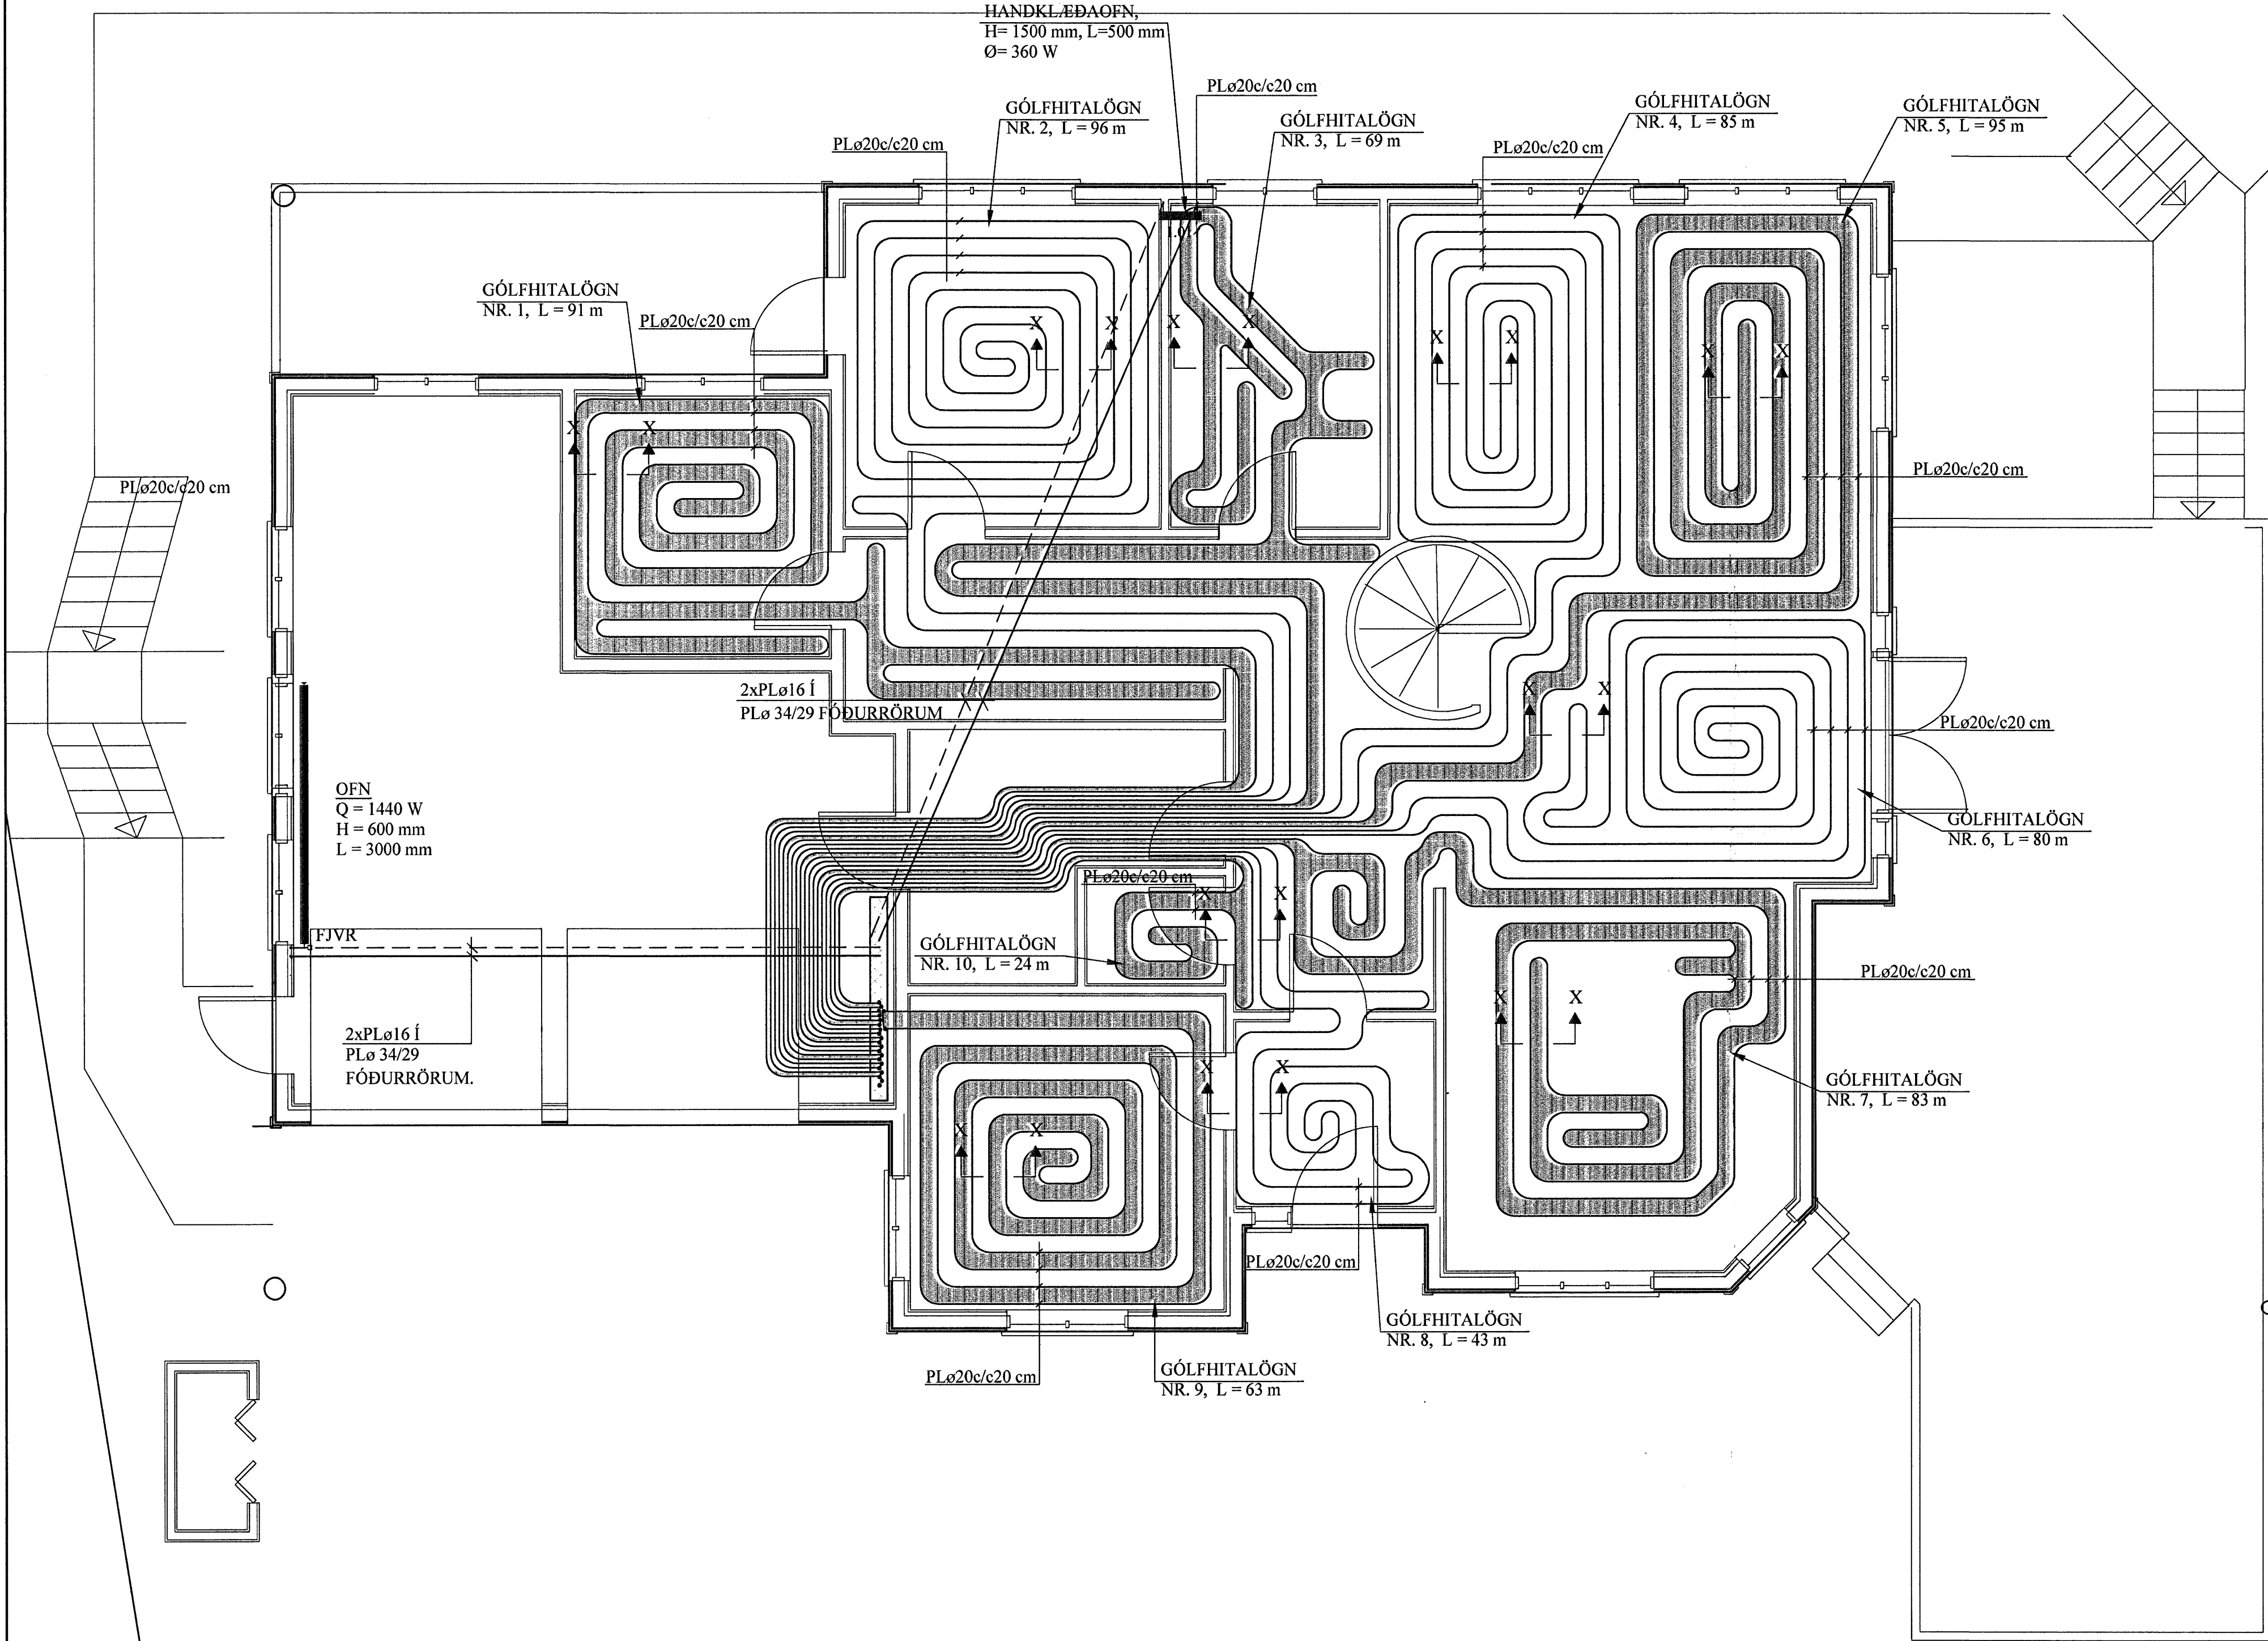 HANDKLÆÐAOFN,
H= 1500 mm, L=500 mm
Ø= 360 W
PLø20c/c20 cm
GÓLFHITALÖGN
NR. 2, L = 96 m
GÓLFHITALÖGN
NR. 3, L = 69 m
GÓLFHITALÖGN
NR. 4, L = 85 m
GÓLFHITALÖGN
NR. 5, L = 95 m
PLø20c/c20 cm
PLø20c/c20 cm
GÓLFHITALÖGN
NR. 1, L = 91 m
PLø20c/c20 cm
X X X X X X
X X
X X
PLø20c/c20 cm
PLø20c/c20 cm
2xPLø16 Í
PLø 34/29 FÓÐURRÖRUM
X X
PLø20c/c20 cm
OFN
Q = 1440 W
H = 600 mm
L = 3000 mm
GÓLFHITALÖGN
NR. 6, L = 80 m
PLø20c/c20 cm
X X
FJVR
GÓLFHITALÖGN
NR. 10, L = 24 m
PLø20c/c20 cm
X X
2xPLø16 Í
PLø 34/29
FÓÐURRÖRUM.
X X
GÓLFHITALÖGN
NR. 7, L = 83 m
X X
PLø20c/c20 cm
GÓLFHITALÖGN
NR. 8, L = 43 m
PLø20c/c20 cm
GÓLFHITALÖGN
NR. 9, L = 63 m